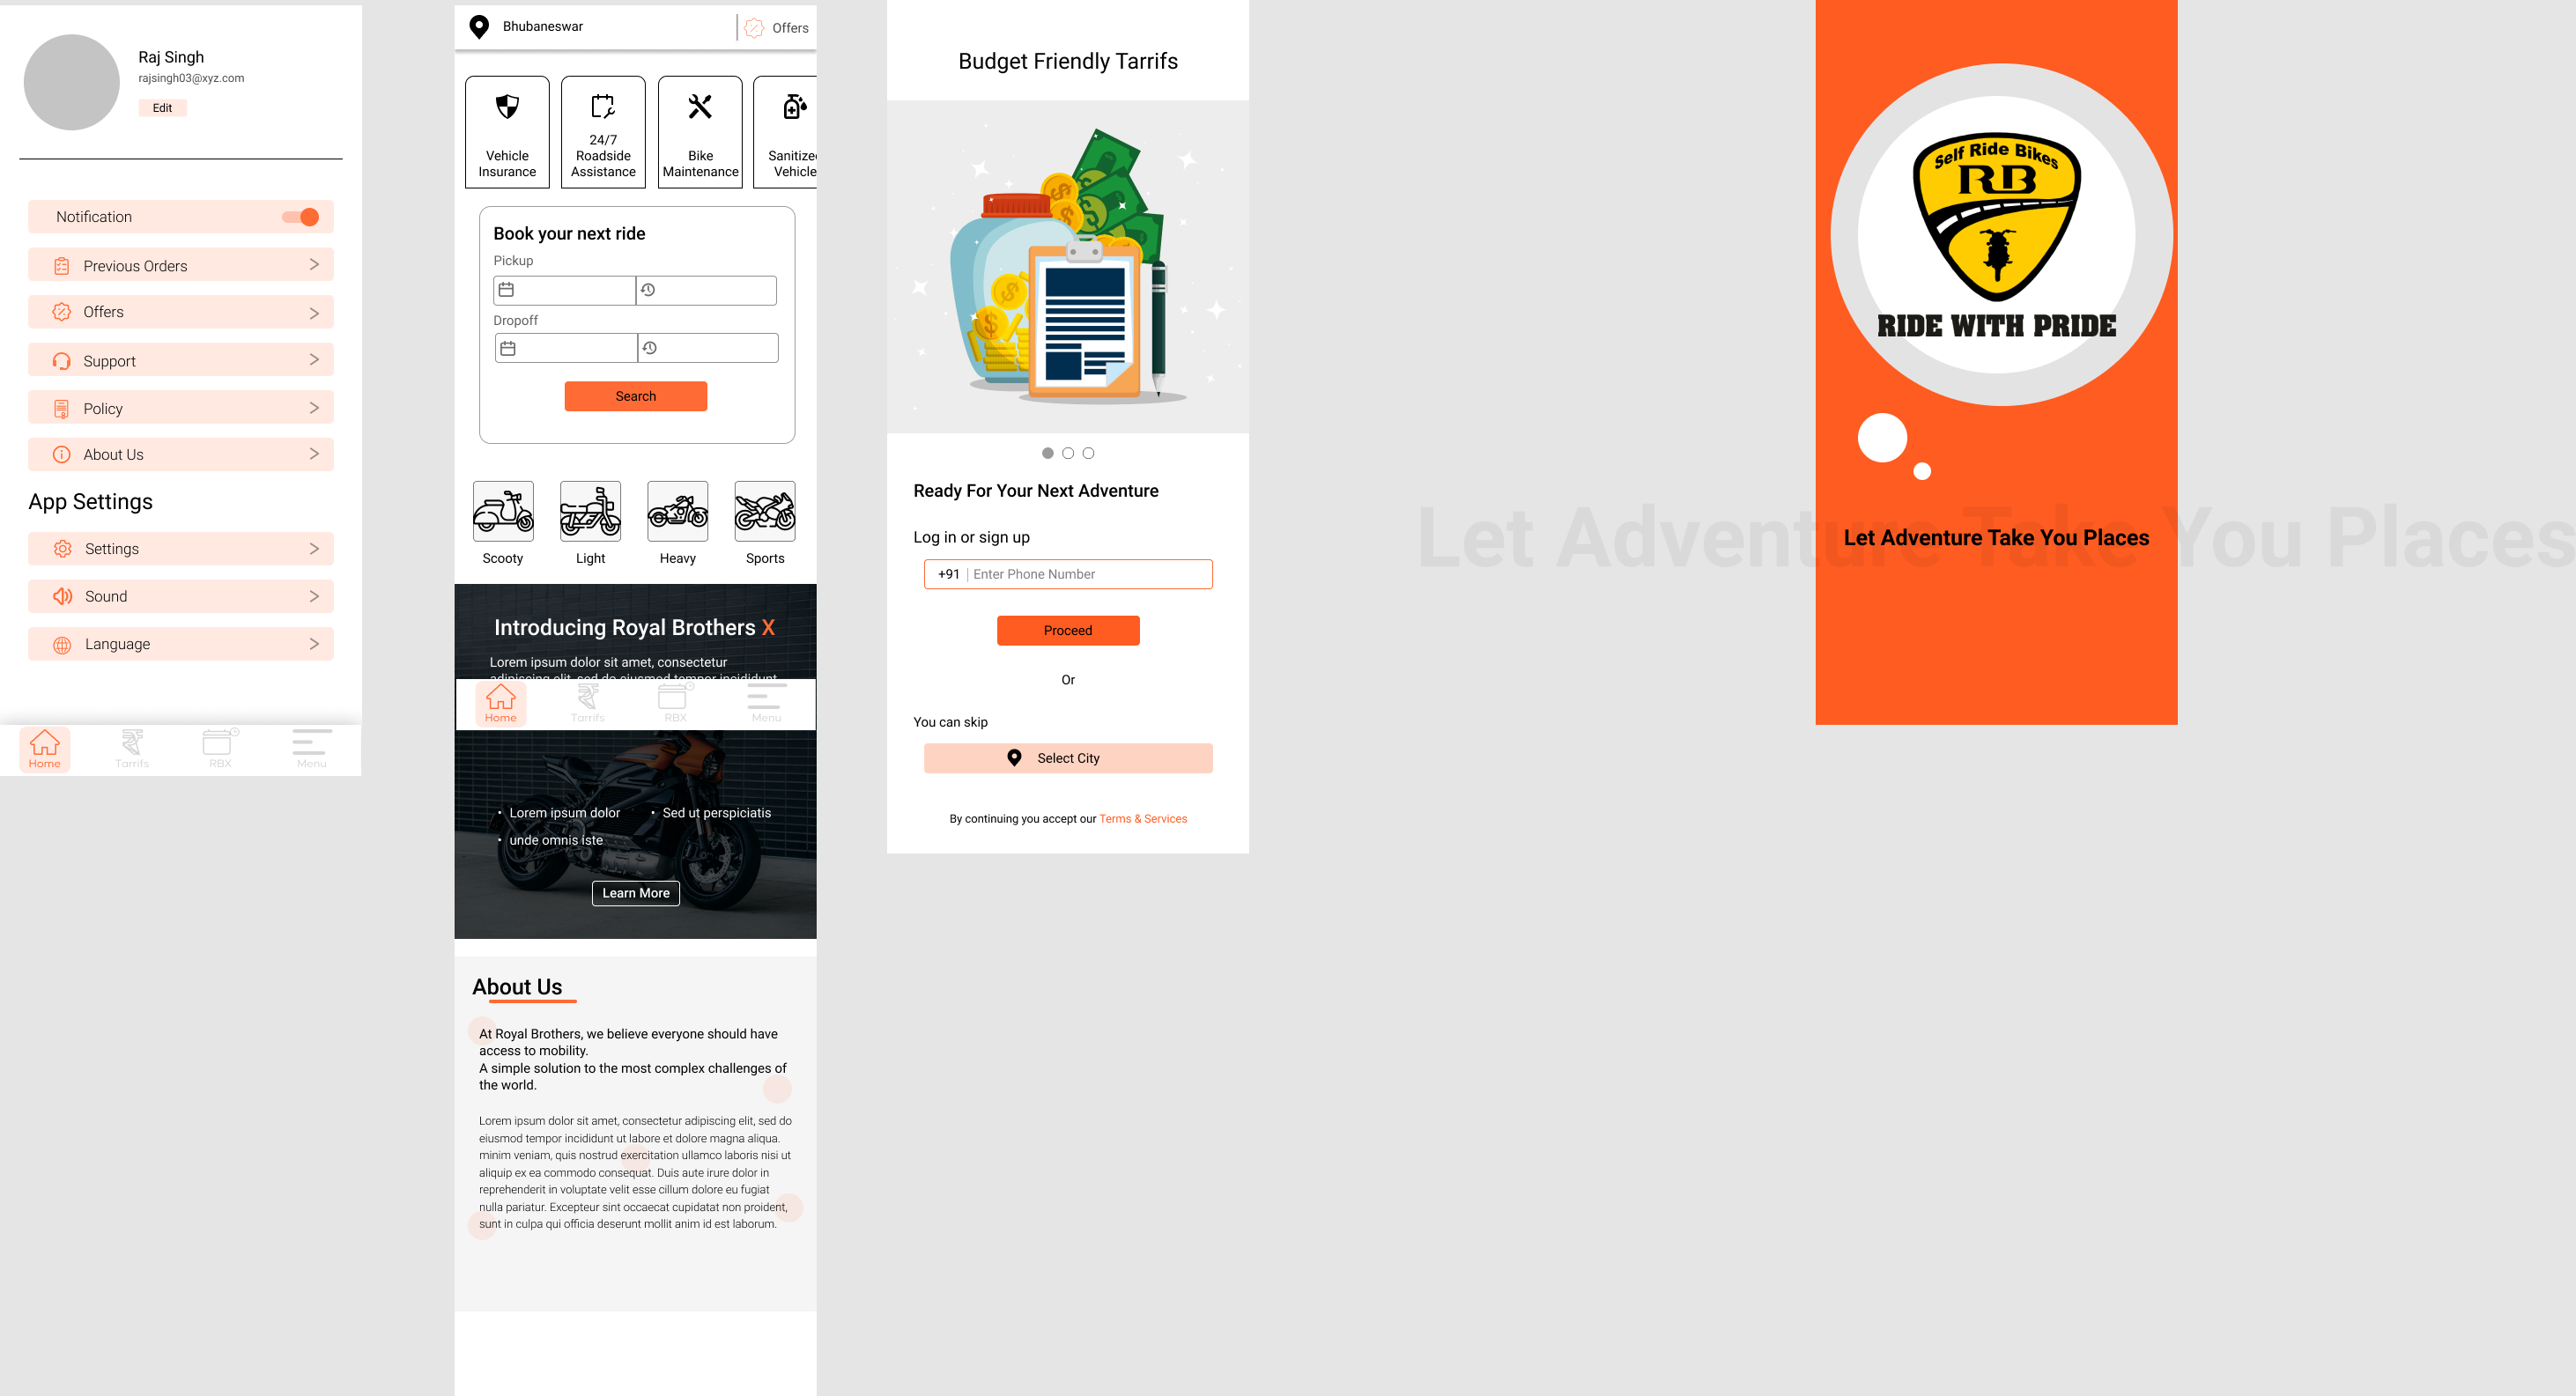 Raj Singh
rajsingh03@xyz.com
Edit
Notification
Previous Orders
Offers
Support
Policy
About Us
App Settings
Settings
Sound
Language
Home
Tarrifs
RBX
Menu
Bhubaneswar
Offers
Vehicle
Insurance
24/7
Roadside
Assistance
Bike
Maintenance
Sanitized
Vehicle
Book your next ride
Pickup
Dropoff
Search
Scooty
Light
Heavy
Sports
Introducing Royal Brothers X
Lorem ipsum dolor sit amet, consectetur
adipiscing elit, sed do eiusmod tempor incididunt
Home
Tarrifs
RBX
Menu
• Lorem ipsum dolor
• Sed ut perspiciatis
• unde omnis iste
Learn More
About Us
At Royal Brothers, we believe everyone should have
access to mobility.
A simple solution to the most complex challenges of
the world.
Lorem ipsum dolor sit amet, consectetur adipiscing elit, sed do
eiusmod tempor incididunt ut labore et dolore magna aliqua.
minim veniam, quis nostrud exercitation ullamco laboris nisi ut
aliquip ex ea commodo consequat. Duis aute irure dolor in
reprehenderit in voluptate velit esse cillum dolore eu fugiat
nulla pariatur. Excepteur sint occaecat cupidatat non proident,
sunt in culpa qui officia deserunt mollit anim id est laborum.
Budget Friendly Tarrifs
Ready For Your Next Adventure
Log in or sign up
+91 Enter Phone Number
Proceed
Or
You can skip
Select City
By continuing you accept our Terms & Services
Self Ride Bikes
RB
RIDE WITH PRIDE
Let Adventure Take You Places
Let Adventure Take You Places